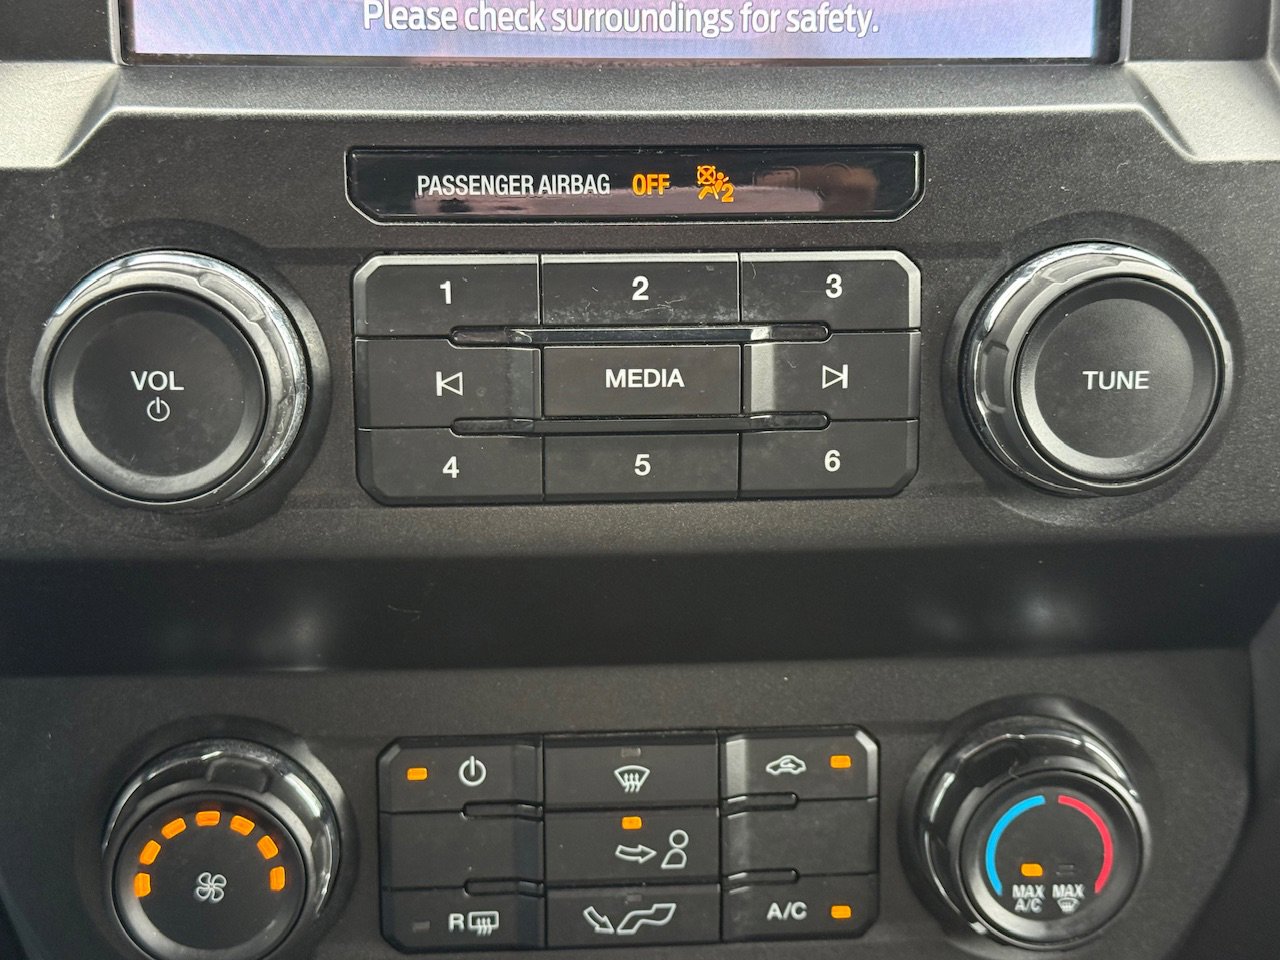 Please check surroundings for safety.
PASSENGER AIRBAG OFF 2
1 2 3
VOL
MEDIA
TUNE
4 5 6
R
A/C
MAX A/C
MAX